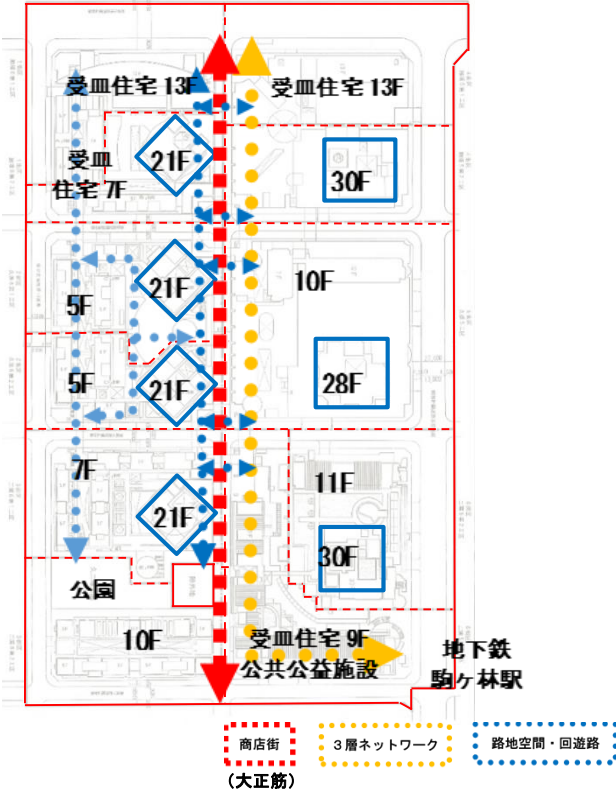 受皿住宅 13F
受皿住宅 13F
受皿
住宅 7F
21F
30F
21F
10F
5F
5F
21F
28F
7F
11F
21F
30F
公園
10F
受皿住宅 9F
公共公益施設
地下鉄
駒ヶ林駅
商店街
3層ネットワーク
路地空間・回遊路
(大正筋)